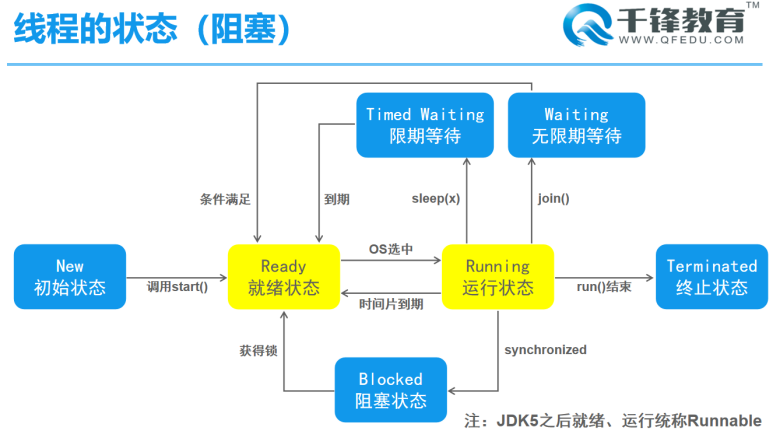 线程的状态（阻塞）
千锋教育™
WWW.QFEDU.COM
Timed Waiting
限期等待
Waiting
无限期等待
条件满足
到期
sleep(x)
join()
New
初始状态
调用start()
Ready
就绪状态
OS选中
时间片到期
Running
运行状态
run()结束
Terminated
终止状态
获得锁
synchronized
Blocked
阻塞状态
注：JDK5之后就绪、运行统称Runnable